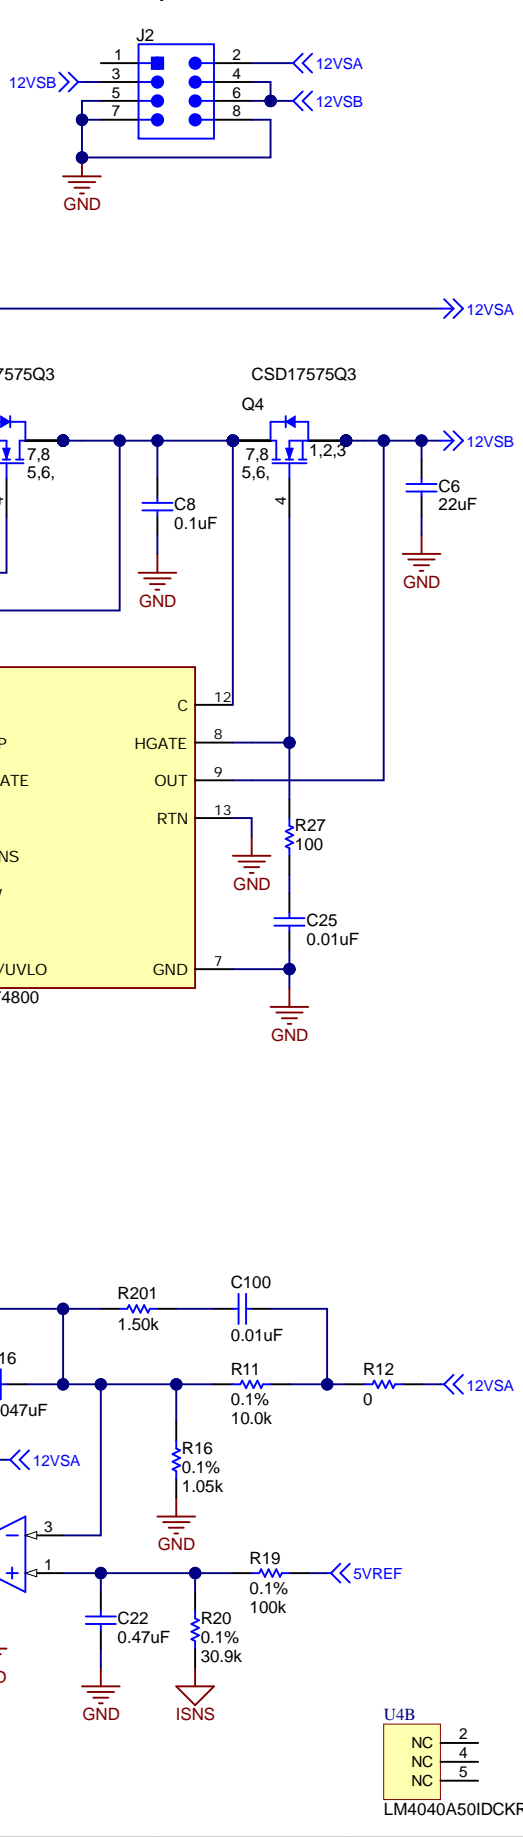 J2
1 2 12VSA
12VSB 3 4
5 6 12VSB
7 8
GND
12VSA
7575Q3 CSD17575Q3
Q4
7,8 7,8 1,2,3 12VSB
5,6, 5,6,
4 4
C8
0.1uF
C6
22uF
GND
GND
C 12
P HGATE 8
ATE OUT 9
RTN 13
R27
100
NS
GND
C25
0.01uF
/UVLO GND 7
74800
GND
R201 C100
1.50k 0.01uF
16 R11 R12 12VSA
047uF 0.1% 0
10.0k
12VSA
R16
0.1%
1.05k
GND
− 3
+ 1
R19 5VREF
0.1%
100k
C22
0.47uF
R20
0.1%
30.9k
D
GND
ISNS
U4B
NC 2
NC 4
NC 5
LM4040A50IDCKR